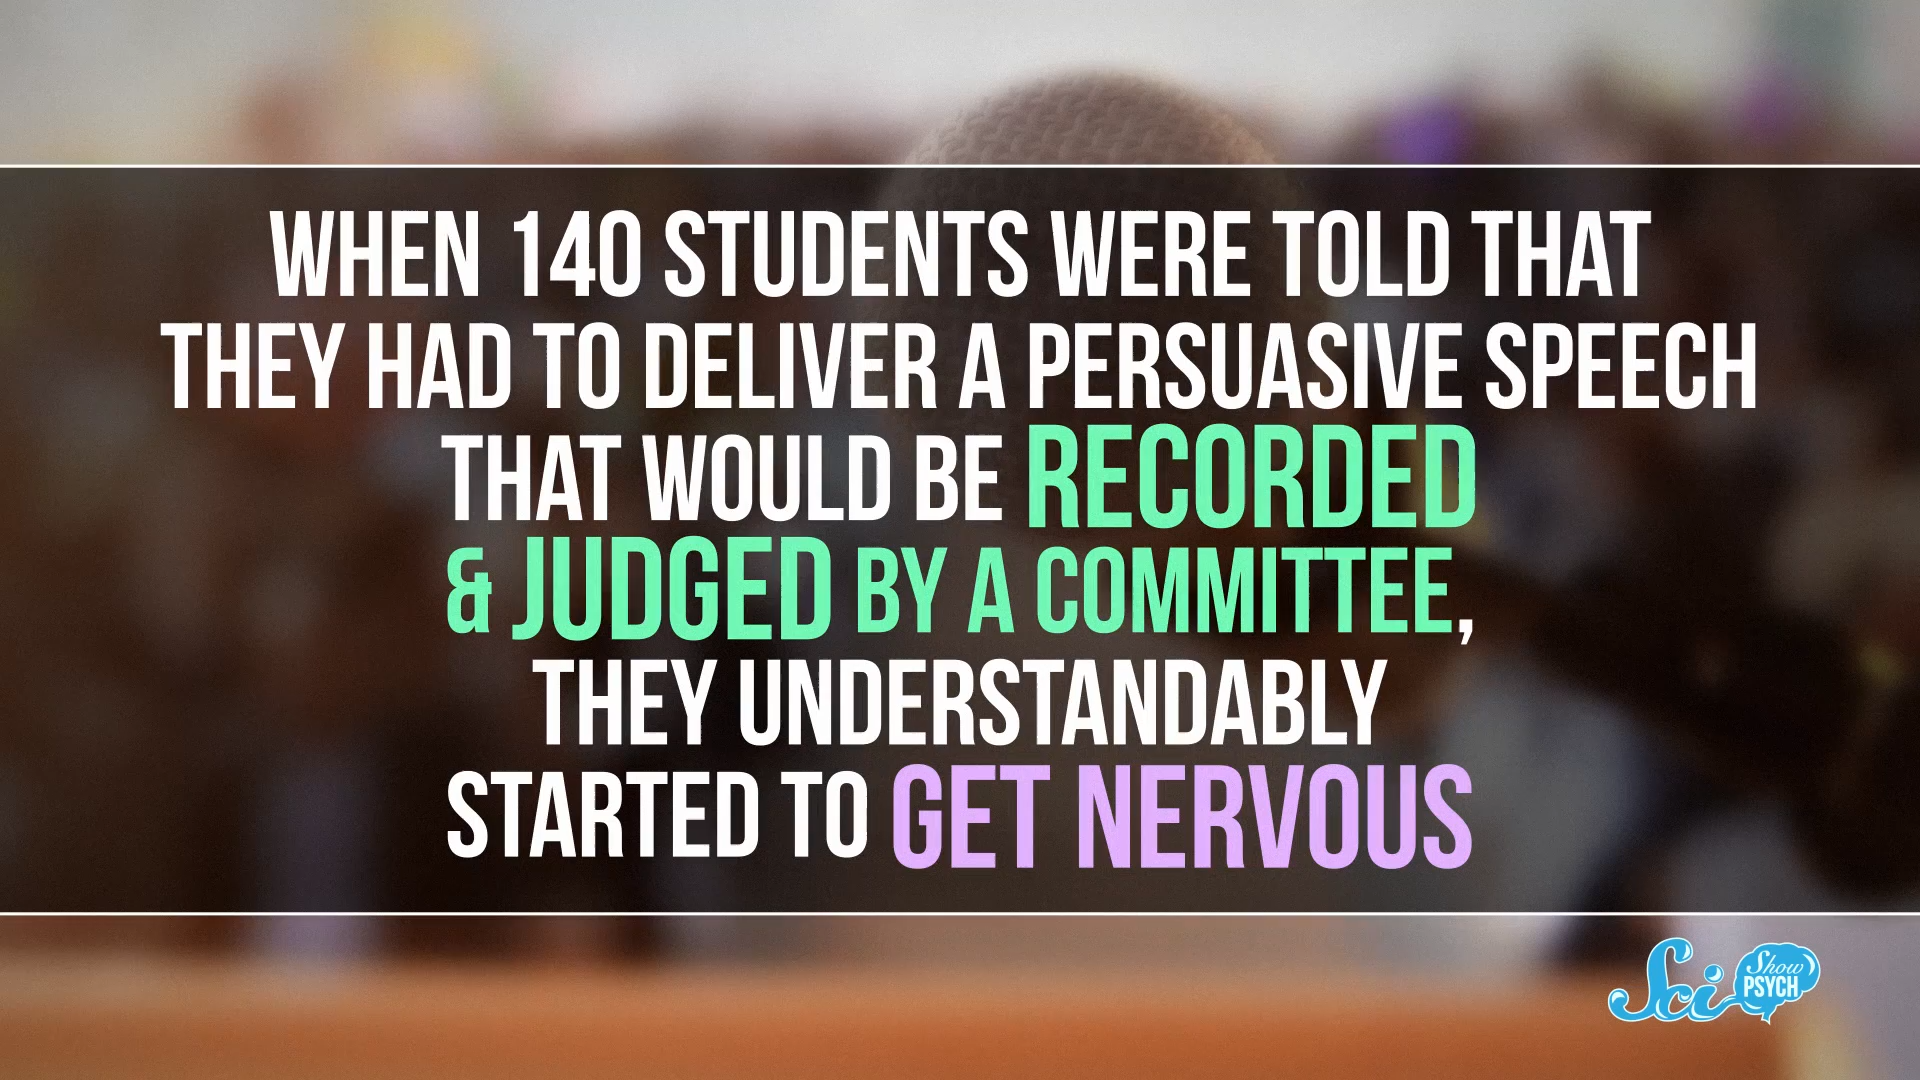 WHEN 140 STUDENTS WERE TOLD THAT
THEY HAD TO DELIVER A PERSUASIVE SPEECH
THAT WOULD BE RECORDED
& JUDGED BY A COMMITTEE,
THEY UNDERSTANDABLY
STARTED TO GET NERVOUS
Sci Show
PSYCH